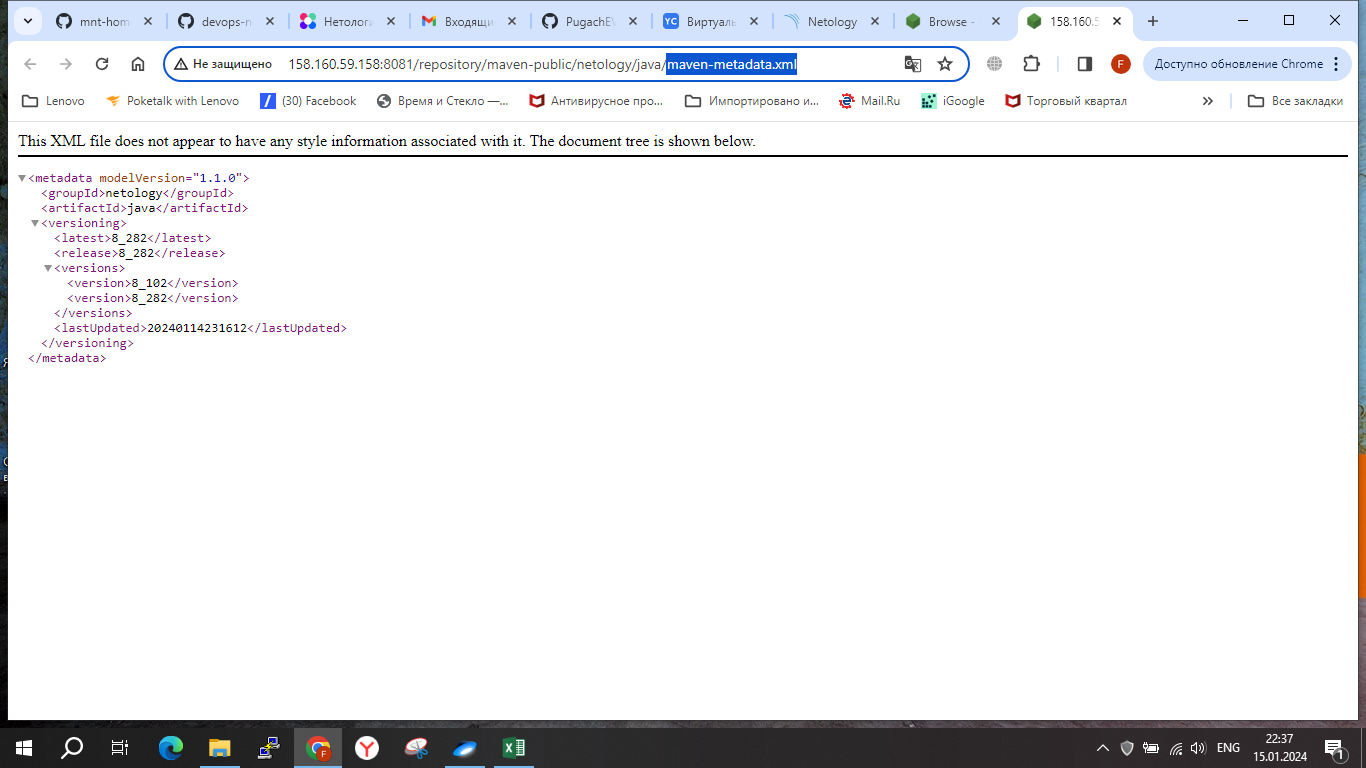 mnt-hom
devops-ne
Нетологи
Входящи
PugachEV
Виртуаль
Netology
Browse -
158.160.5
Не защищено
158.160.59.158:8081/repository/maven-public/netology/java/maven-metadata.xml
F
Доступно обновление Chrome
Lenovo
Poketalk with Lenovo
(30) Facebook
Время и Стекло —...
Антивирусное про...
Импортировано и...
Mail.Ru
iGoogle
Торговый квартал
Все закладки
This XML file does not appear to have any style information associated with it. The document tree is shown below.
<metadata modelVersion="1.1.0">
<groupId>netology</groupId>
<artifactId>java</artifactId>
<versioning>
<latest>8_282</latest>
<release>8_282</release>
<versions>
<version>8_102</version>
<version>8_282</version>
</versions>
<lastUpdated>20240114231612</lastUpdated>
</versioning>
</metadata>
ENG
22:37
15.01.2024
1